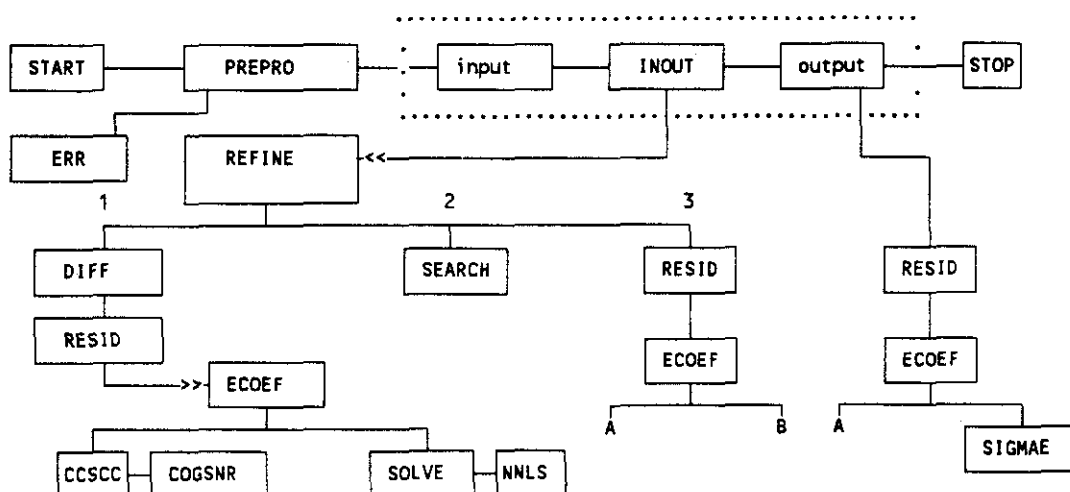 START PREPRO input INOUT output STOP
ERR REFINE <<
1 2 3
DIFF SEARCH RESID RESID
RESID ECOEF ECOEF
>> ECOEF
A B A
CCSCC COGSNR SOLVE NNLS SIGMAE